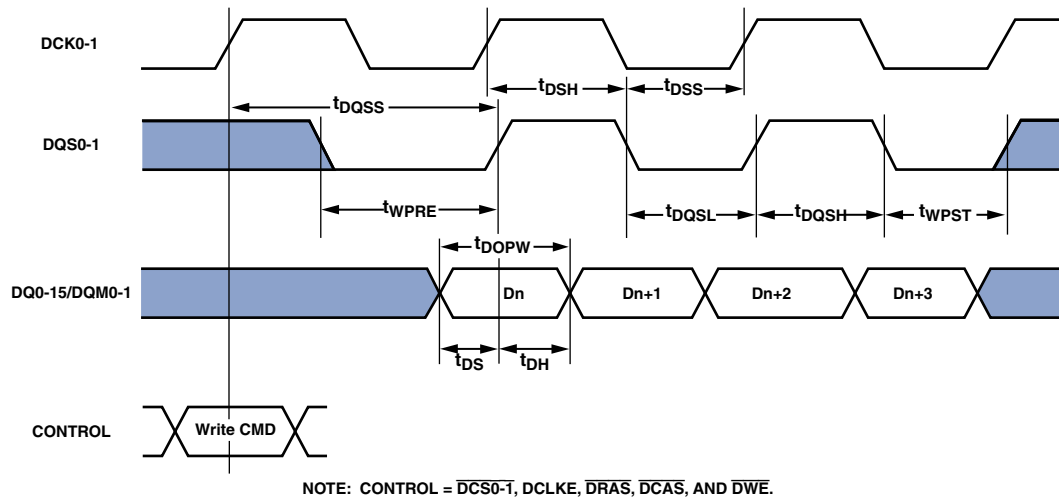 DCK0-1
tDSH
tDSS
tDQSS
DQS0-1
tWPRE
tDQSL
tDQSH
tWPST
tDOPW
DQ0-15/DQM0-1
Dn
Dn+1
Dn+2
Dn+3
tDS
tDH
CONTROL
Write CMD
NOTE: CONTROL = DCS0-1, DCLKE, DRAS, DCAS, AND DWE.